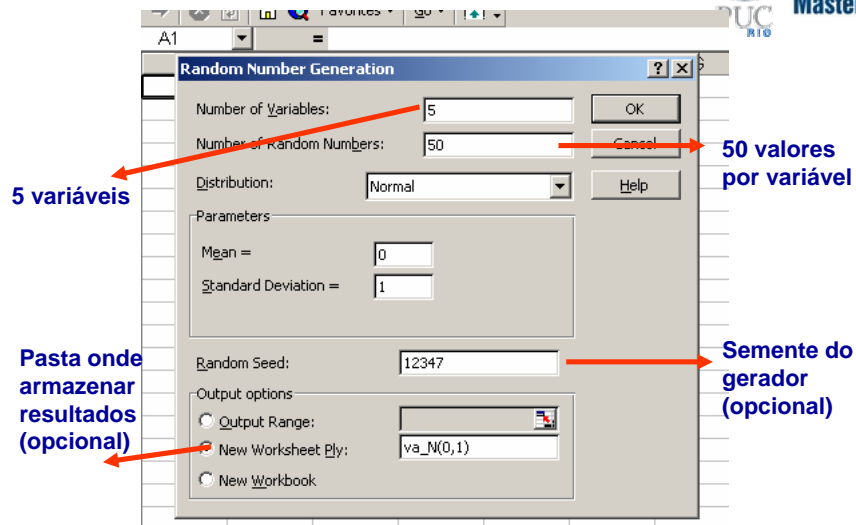 Favorites Go
PUC
RIO
Master
A1 =
Random Number Generation
Number of Variables: 5 OK
Number of Random Numbers: 50 Cancel
50 valores
por variável
5 variáveis
Distribution: Normal Help
Parameters
Mean = 0
Standard Deviation = 1
Pasta onde
armazenar
resultados
(opcional)
Random Seed: 12347
Semente do
gerador
(opcional)
Output options
Output Range:
New Worksheet Ply: va_N(0,1)
New Workbook